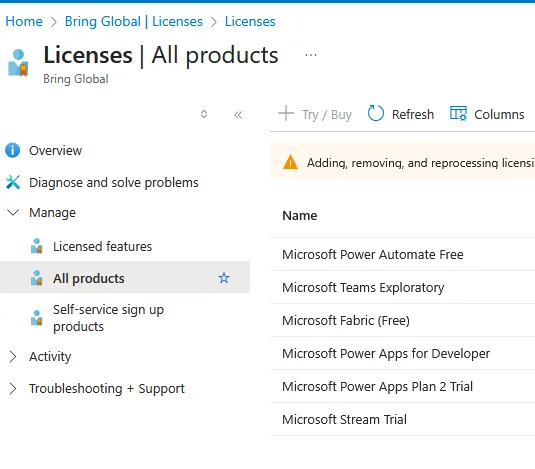 Home > Bring Global | Licenses > Licenses
Licenses | All products ...
Bring Global
Try / Buy Refresh Columns
Overview
Diagnose and solve problems
Manage
Licensed features
All products
Self-service sign up
products
Activity
Troubleshooting + Support
Adding, removing, and reprocessing licensi
Name
Microsoft Power Automate Free
Microsoft Teams Exploratory
Microsoft Fabric (Free)
Microsoft Power Apps for Developer
Microsoft Power Apps Plan 2 Trial
Microsoft Stream Trial